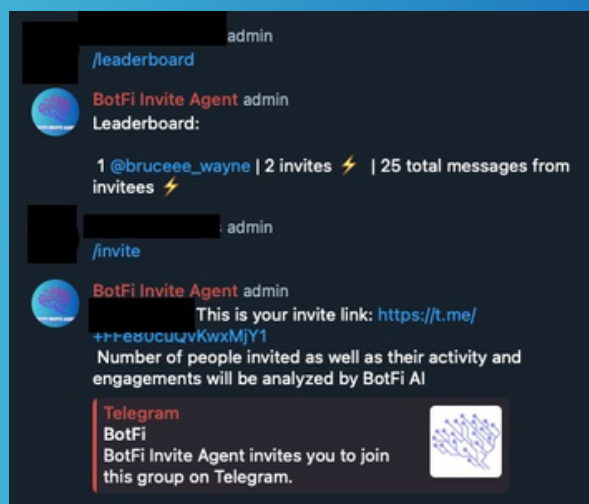 admin
/leaderboard
BotFi Invite Agent admin
Leaderboard:
1 @bruceee_wayne | 2 invites ⚡ | 25 total messages from
invitees ⚡
admin
/invite
BotFi Invite Agent admin
This is your invite link: https://t.me/
Number of people invited as well as their activity and
engagements will be analyzed by BotFi AI
Telegram
BotFi
BotFi Invite Agent invites you to join
this group on Telegram.